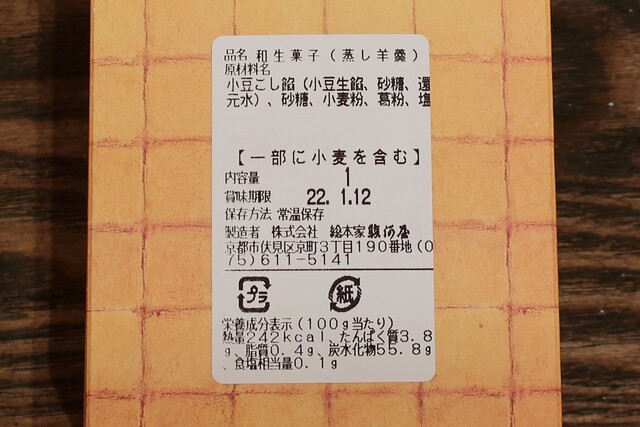 品名 和生菓子(蒸し羊羹)
原材料名
小豆こし餡(小豆生餡、砂糖、還
元水)、砂糖、小麦粉、葛粉、塩
【一部に小麦を含む】
内容量 1
賞味期限 22. 1.12
保存方法 常温保存
製造者 株式会社 総本家駿河屋
京都市伏見区京町3丁目190番地(0
75)611-5141
プラ 紙
栄養成分表示(100g当たり)
熱量242kcal、たんぱく質3.8
g、脂質0.4g、炭水化物55.8g
、食塩相当量0.1g